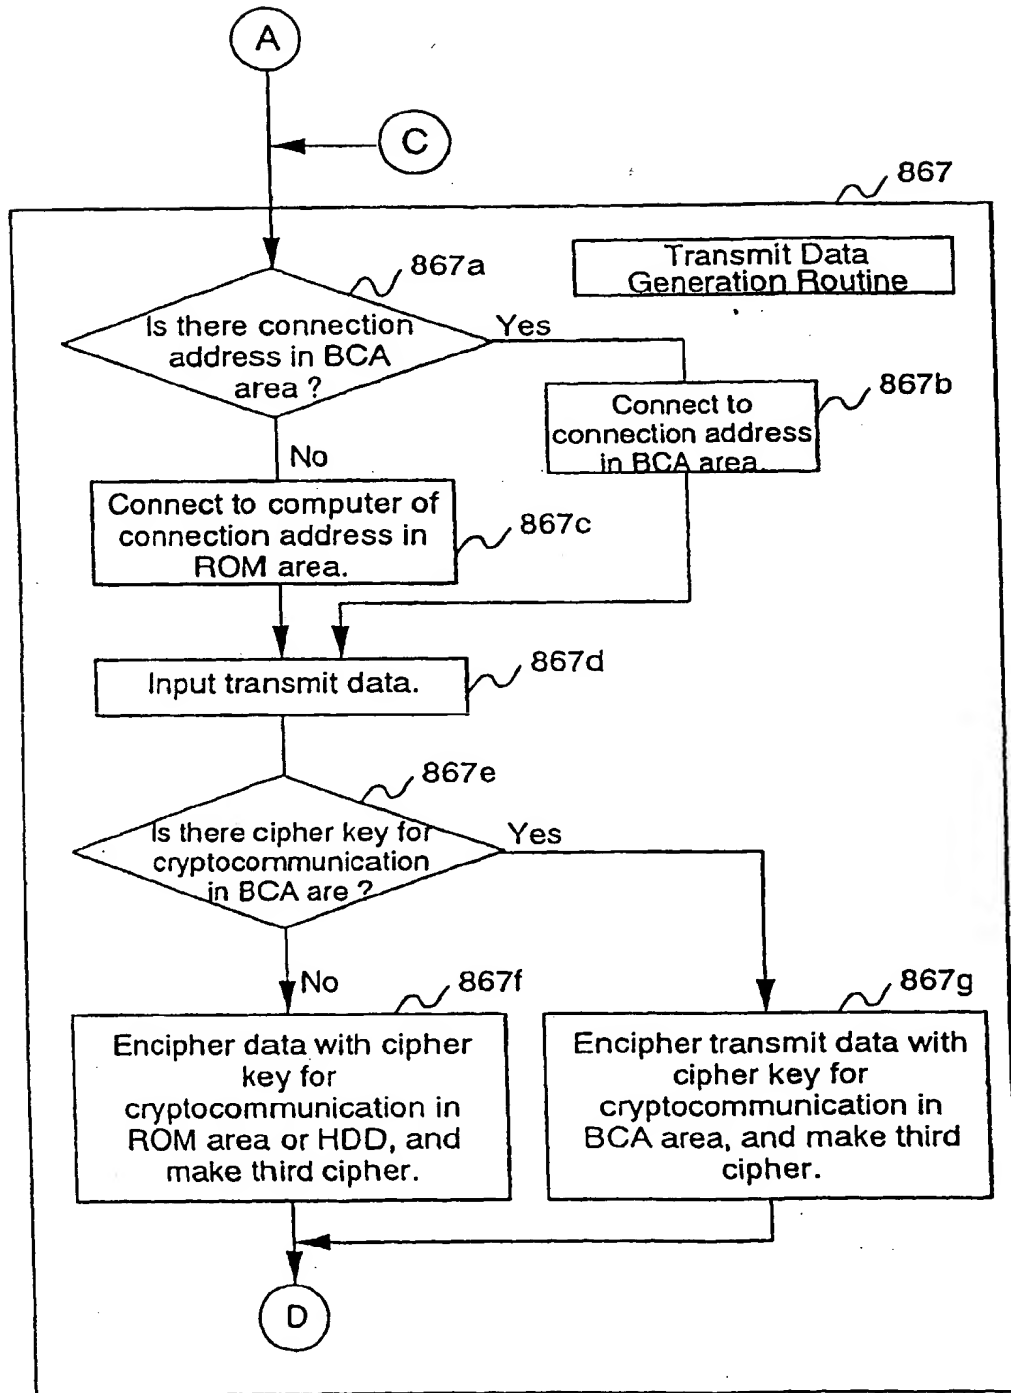 A
C
867
Transmit Data
Generation Routine
867a
Is there connection
address in BCA
area ?
Yes
867b
Connect to
connection address
in BCA area.
No
Connect to computer of
connection address in
ROM area.
867c
867d
Input transmit data.
867e
Is there cipher key for
cryptocommunication
in BCA are ?
Yes
No
867f
867g
Encipher data with cipher
key for
cryptocommunication in
ROM area or HDD, and
make third cipher.
Encipher transmit data with
cipher key for
cryptocommunication in
BCA area, and make third
cipher.
D